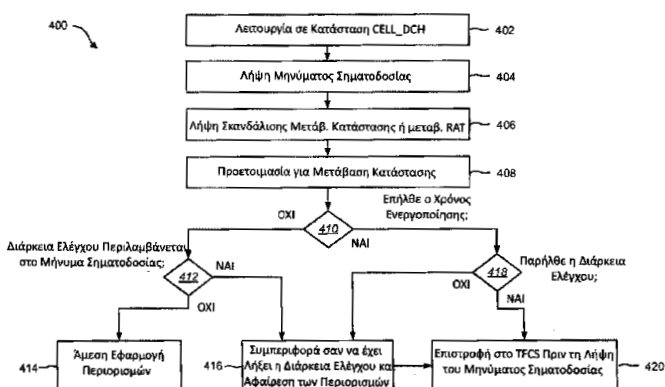 400
Λειτουργία σε Κατάσταση CELL_DCH
402
Λήψη Μηνύματος Σηματοδοσίας
404
Λήψη Σκανδάλισης Μετάβ. Κατάστασης ή μεταβ. RAT
406
Προετοιμασία για Μετάβαση Κατάστασης
408
Επήλθε ο Χρόνος
Ενεργοποίησης;
ΟΧΙ
410
ΝΑΙ
Διάρκεια Ελέγχου Περιλαμβάνεται
στο Μήνυμα Σηματοδοσίας;
412
ΝΑΙ
ΟΧΙ
Παρήλθε η Διάρκεια
Ελέγχου;
418
ΟΧΙ
ΝΑΙ
414
Άμεση Εφαρμογή
Περιορισμών
416
Συμπεριφορά σαν να έχει
Λήξει η Διάρκεια Ελέγχου και
Αφαίρεση των Περιορισμών
Επιστροφή στο TFCS Πριν τη Λήψη
του Μηνύματος Σηματοδοσίας
420